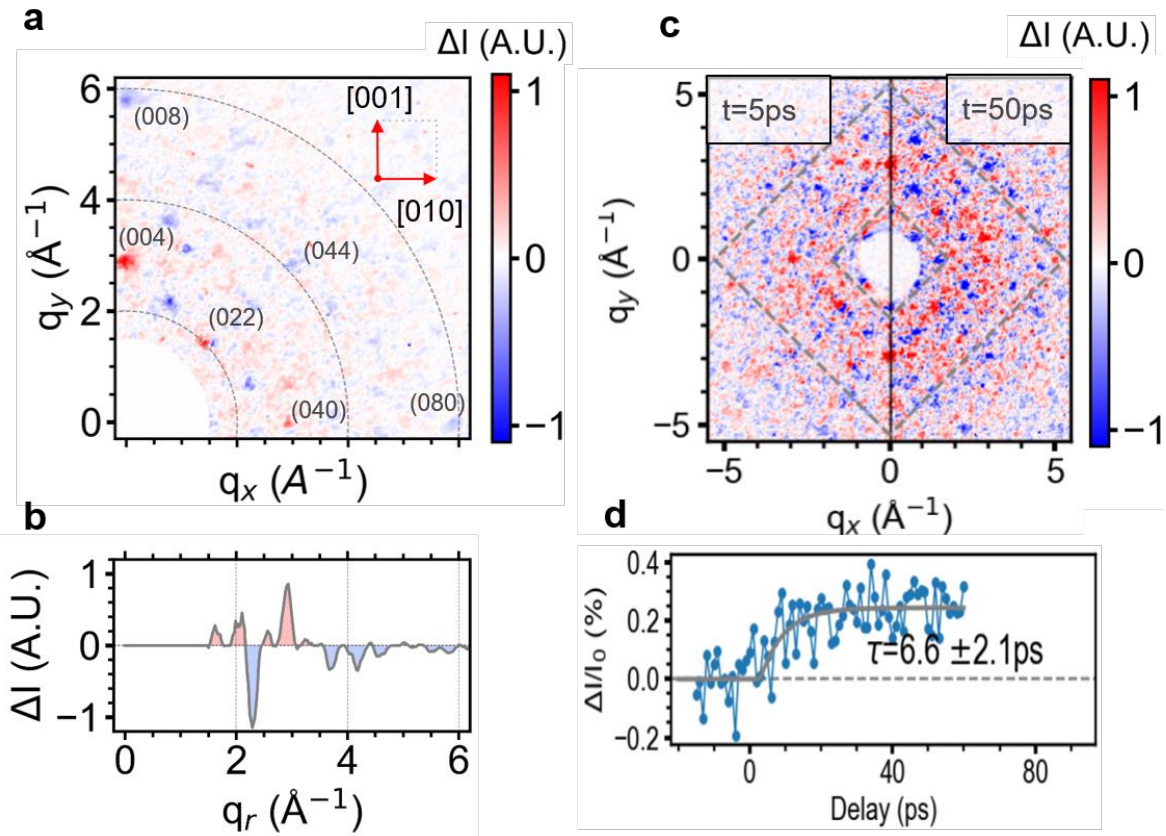 a
ΔI (A.U.)
6
4
2
0
q_y (Å⁻¹)
(008)
[001]
[010]
(004)
(044)
(022)
(040)
(080)
1
0
−1
q_x (A⁻¹)
b
ΔI (A.U.)
1
0
−1
0 2 4 6
q_r (Å⁻¹)
c
ΔI (A.U.)
t=5ps
t=50ps
5
0
−5
q_y (Å⁻¹)
−5 0 5
q_x (Å⁻¹)
1
0
−1
d
ΔI/I₀ (%)
0.4
0.2
0.0
−0.2
τ=6.6 ±2.1ps
0 40 80
Delay (ps)